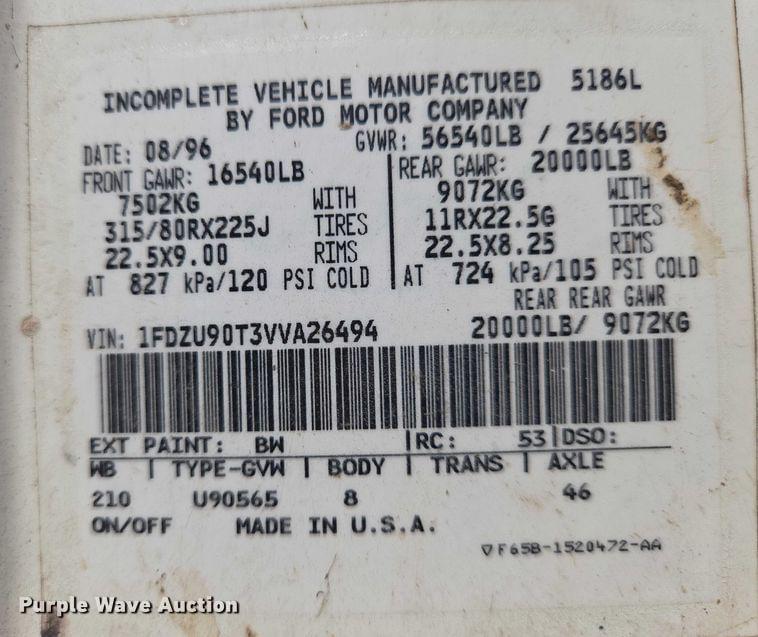 INCOMPLETE VEHICLE MANUFACTURED 5186L
BY FORD MOTOR COMPANY
DATE: 08/96 GVWR: 56540LB / 25645KG
FRONT GAWR: 16540LB REAR GAWR: 20000LB
7502KG WITH 9072KG WITH
315/80RX225J TIRES 11RX22.5G TIRES
22.5X9.00 RIMS 22.5X8.25 RIMS
AT 827 kPa/120 PSI COLD AT 724 kPa/105 PSI COLD
REAR REAR GAWR
VIN: 1FDZU90T3VVA26494 20000LB/ 9072KG
EXT PAINT: BW RC: 53 DSO:
WB TYPE-GVW BODY TRANS AXLE
210 U90565 8 46
ON/OFF MADE IN U.S.A.
F65B-1520472-AA
Purple Wave Auction